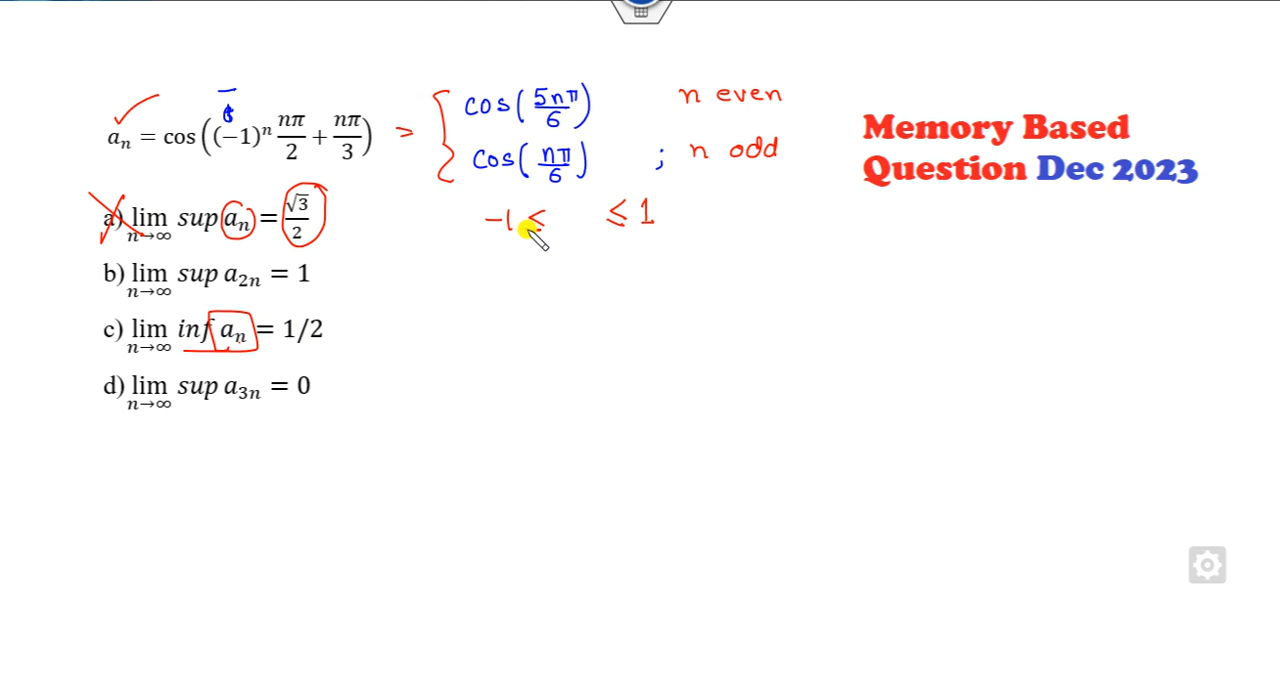 aₙ = cos((−1)ⁿ nπ/2 + nπ/3) = { cos(5nπ/6) n even
cos(nπ/6) ; n odd
Memory Based
Question Dec 2023
a) lim n→∞ sup aₙ = √3/2
−1 ≤ ≤ 1
b) lim n→∞ sup a₂ₙ = 1
c) lim n→∞ inf aₙ = 1/2
d) lim n→∞ sup a₃ₙ = 0